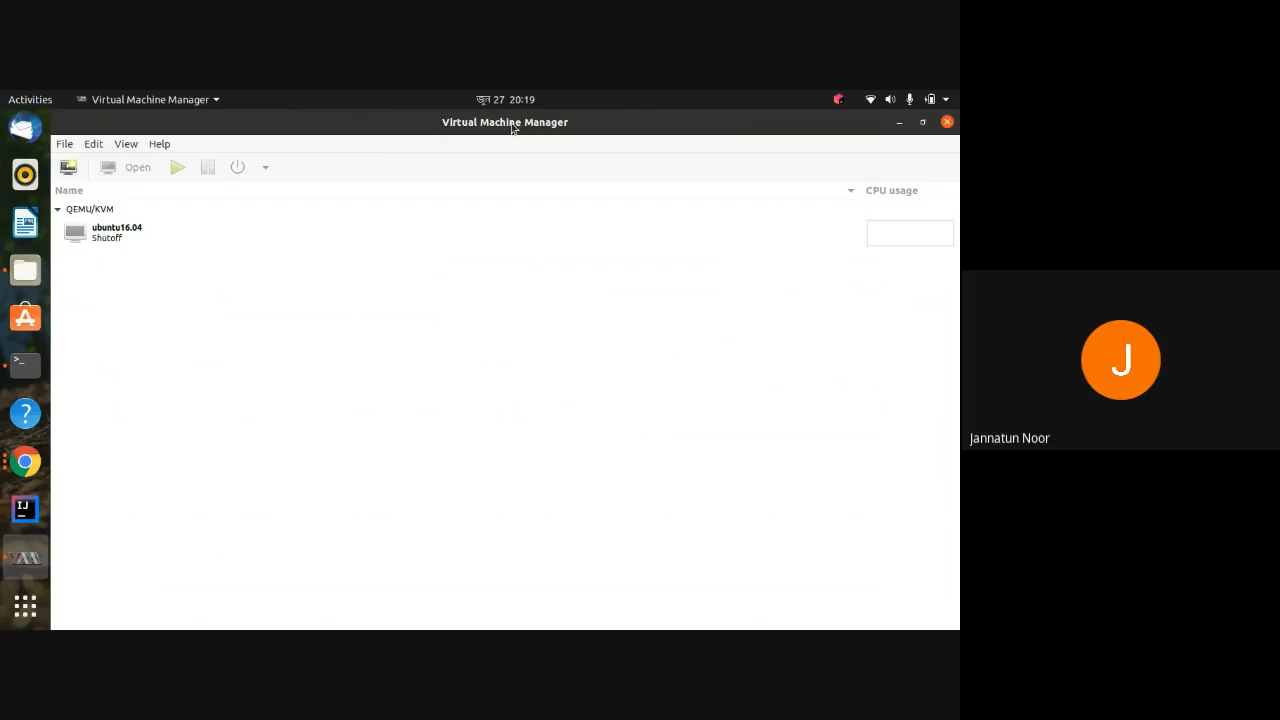 Activities
Virtual Machine Manager
জুন 27 20:19
Virtual Machine Manager
File Edit View Help
Open
Name CPU usage
QEMU/KVM
ubuntu16.04
Shutoff
>_
?
IJ
J
Jannatun Noor